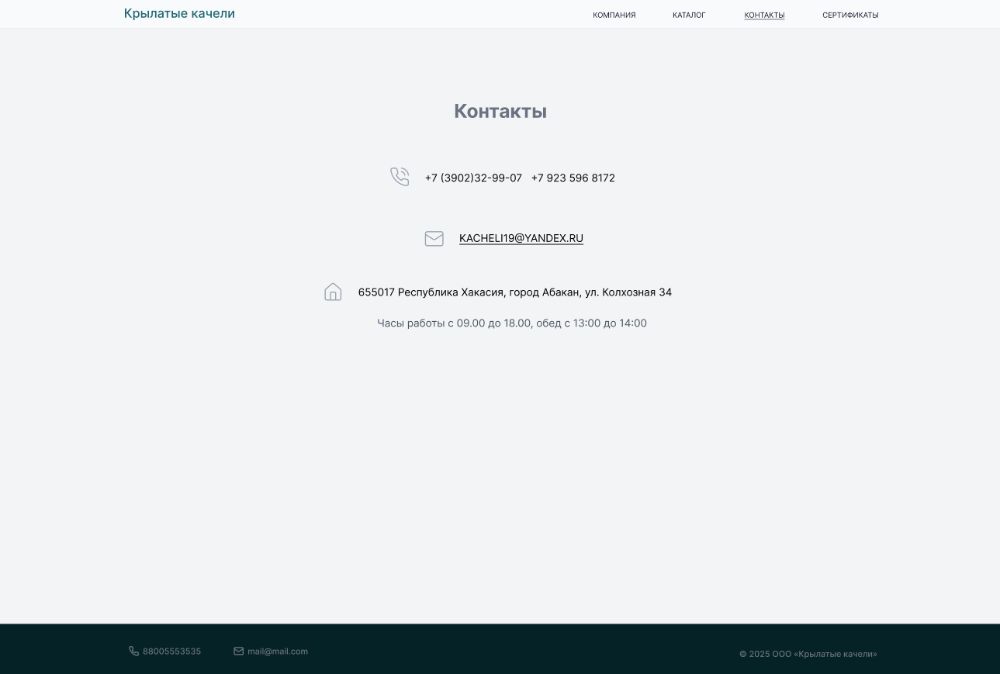 Крылатые качели КОМПАНИЯ КАТАЛОГ КОНТАКТЫ СЕРТИФИКАТЫ
Контакты
+7 (3902)32-99-07 +7 923 596 8172
KACHELI19@YANDEX.RU
655017 Республика Хакасия, город Абакан, ул. Колхозная 34
Часы работы с 09.00 до 18.00, обед с 13:00 до 14:00
88005553535 mail@mail.com © 2025 ООО «Крылатые качели»